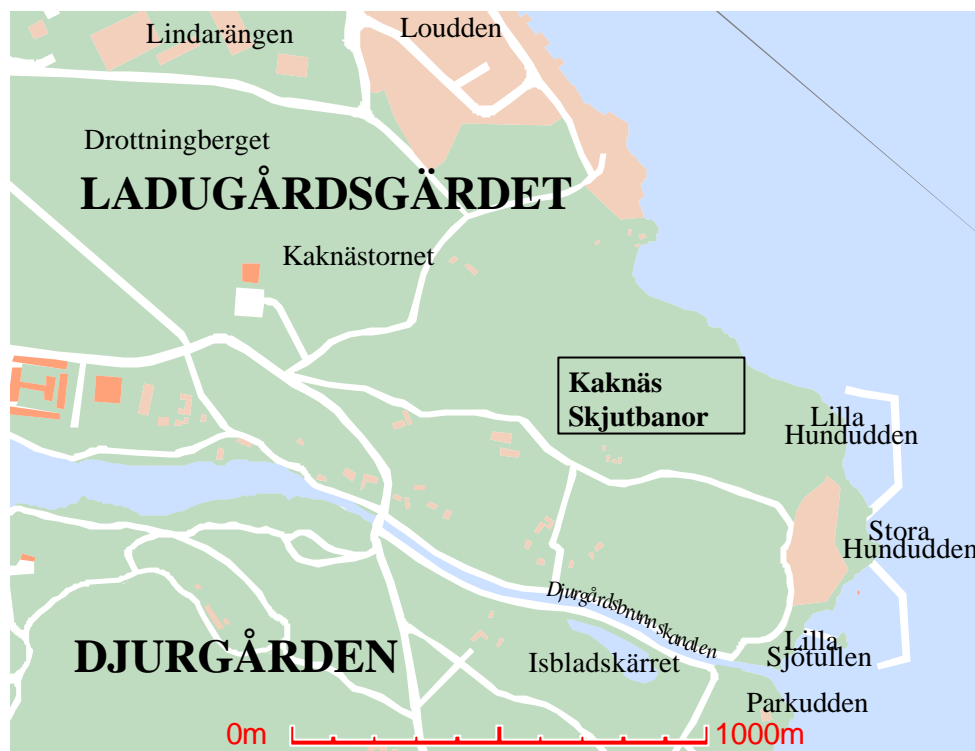 Lindarängen
Loudden
Drottningberget
LADUGÅRDSGÄRDET
Kaknästornet
Kaknäs
Skjutbanor
Lilla
Hundudden
Stora
Hundudden
Djurgårdsbrunnskanalen
DJURGÅRDEN
Isbladskärret
Lilla
Sjötullen
Parkudden
0m
1000m